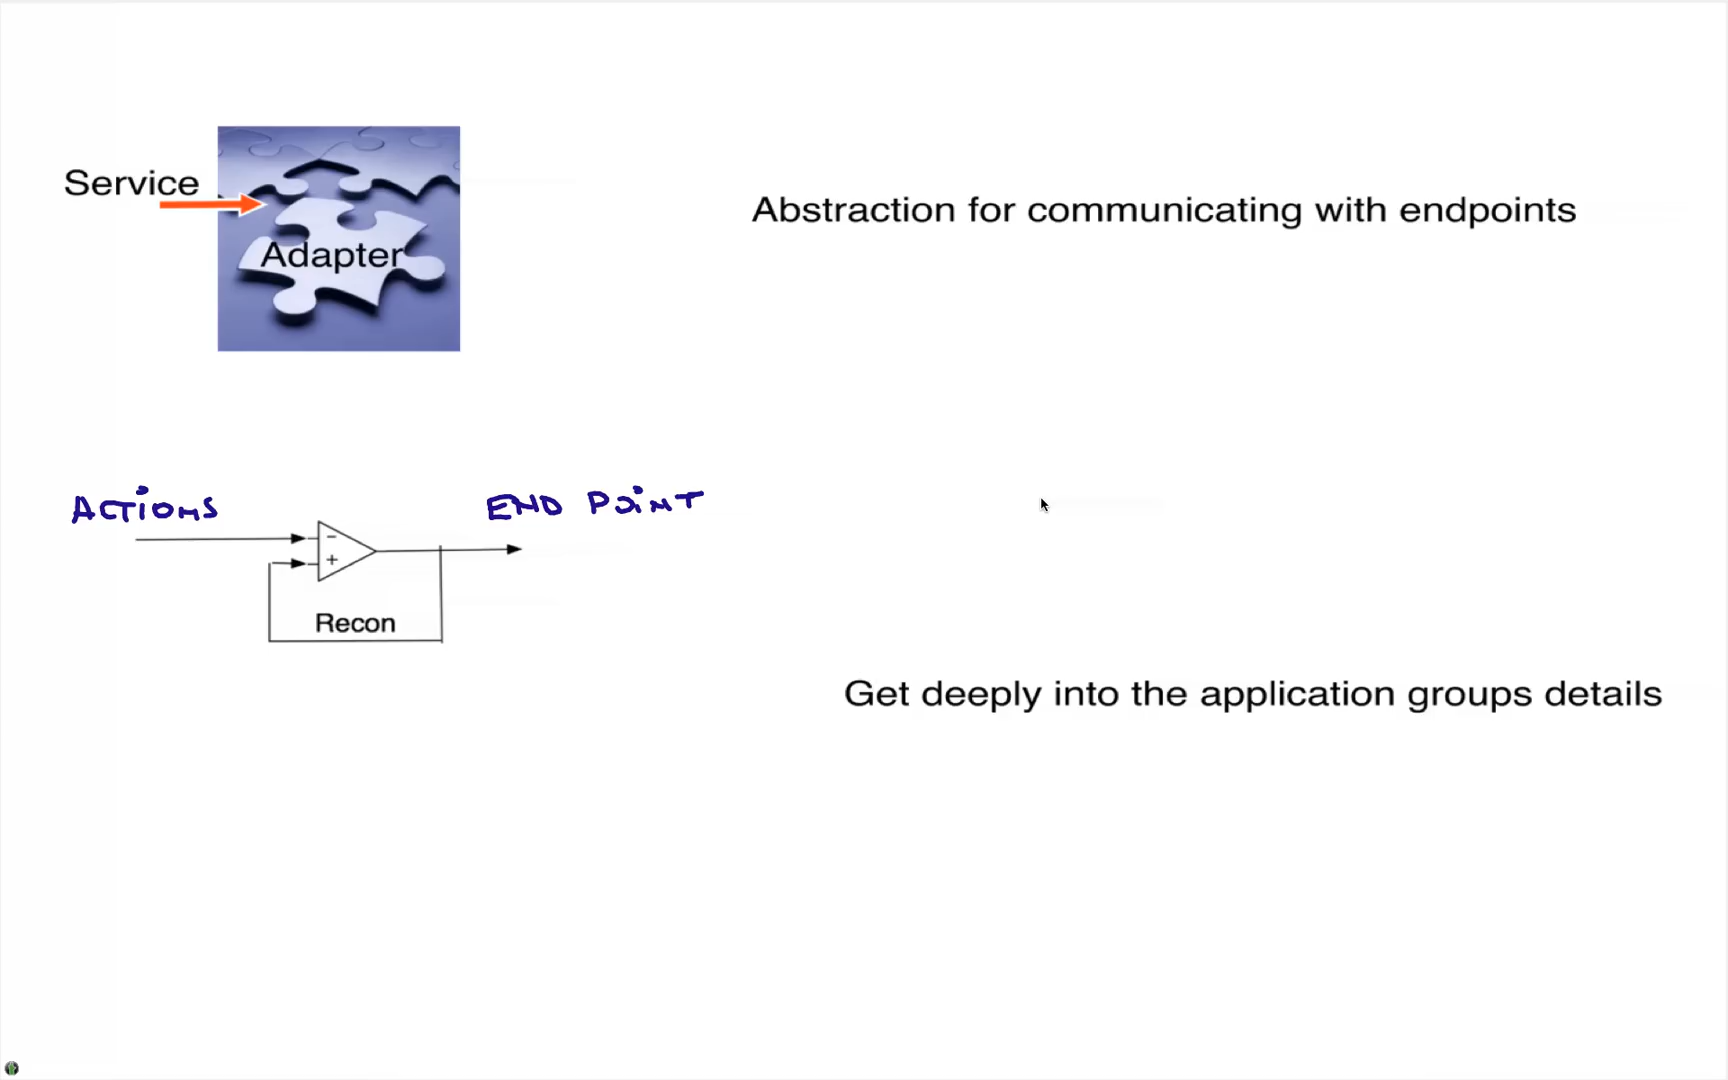 Service
Adapter
Abstraction for communicating with endpoints
ACTiONS
END POiNT
-
+
Recon
Get deeply into the application groups details